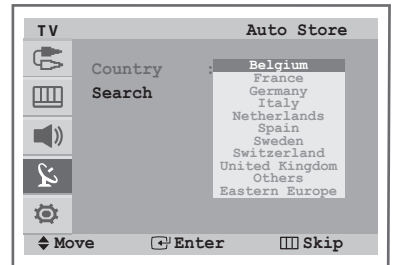 TV Auto Store
Country :
Belgium
France
Germany
Italy
Netherlands
Spain
Sweden
Switzerland
United Kingdom
Others
Eastern Europe
Search
Move Enter Skip